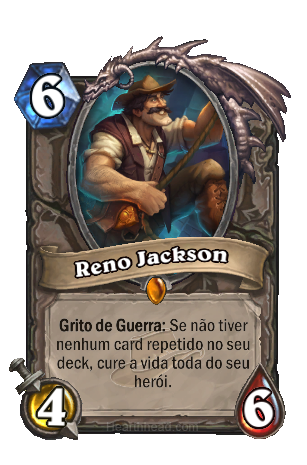 6
Reno Jackson
Grito de Guerra: Se não tiver
nenhum card repetido no seu
deck, cure a vida toda do seu
herói.
4
6